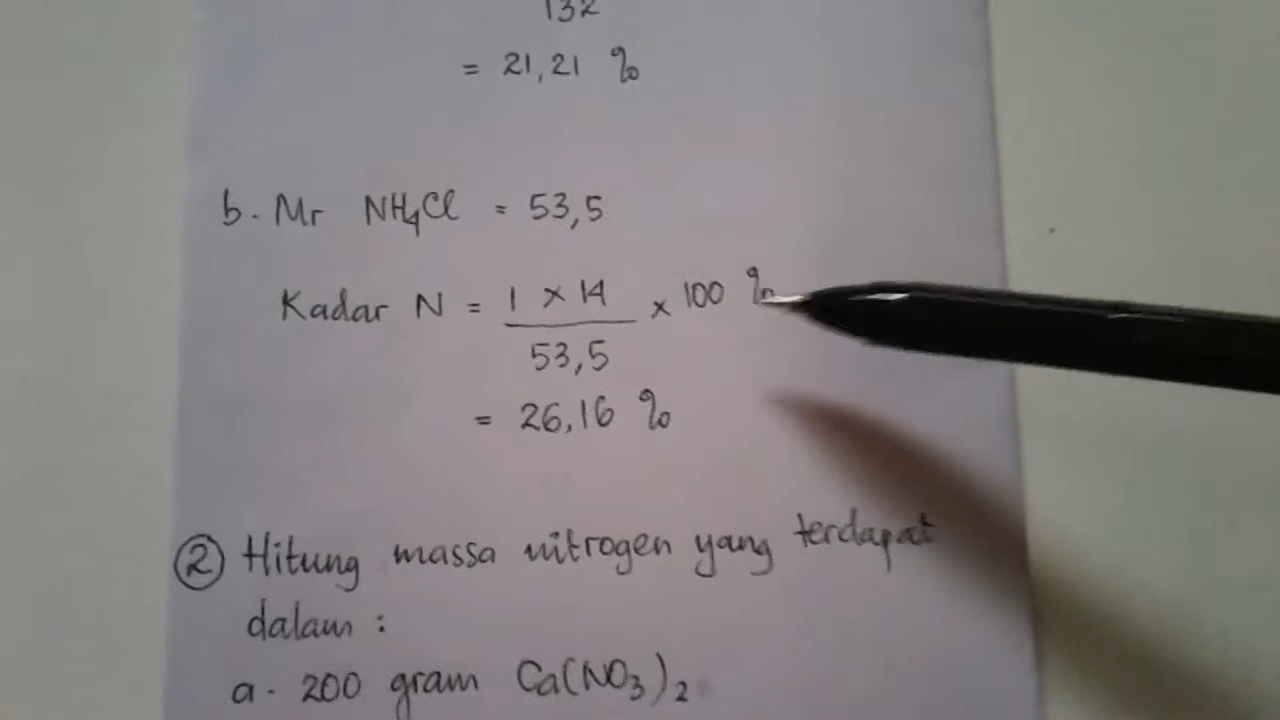 132
= 21,21 %
b. Mr NH4Cl = 53,5
Kadar N = 1 x 14 x 100 %
53,5
= 26,16 %
2 Hitung massa nitrogen yang terdapat
dalam :
a. 200 gram Ca(NO3)2